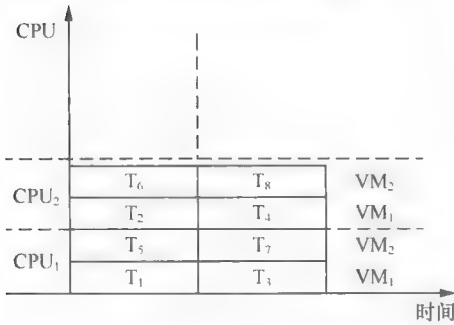 CPU
T₆ T₈ VM₂
CPU₂
T₂ T₄ VM₁
T₅ T₇ VM₂
CPU₁
T₁ T₃ VM₁
时间